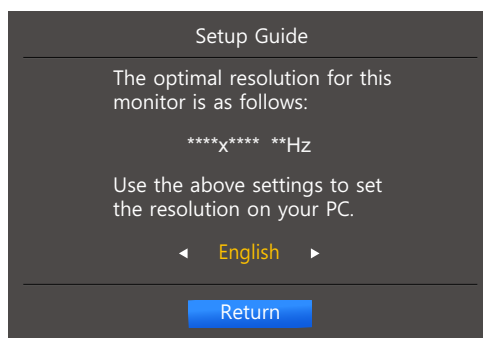 Setup Guide
The optimal resolution for this
monitor is as follows:
****x**** **Hz
Use the above settings to set
the resolution on your PC.
English
Return